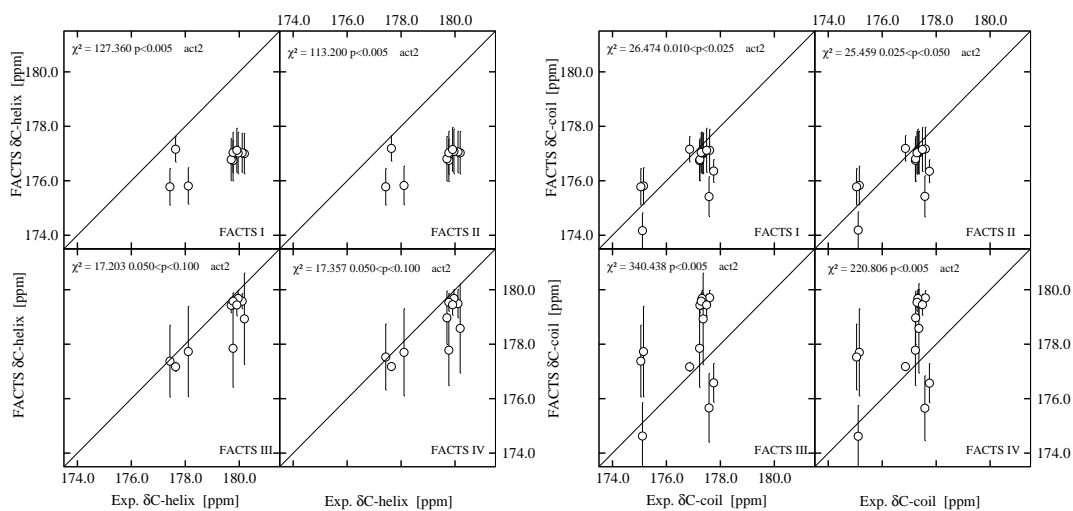 174.0 176.0 178.0 180.0
174.0 176.0 178.0 180.0
χ² = 127.360 p<0.005 act2
χ² = 113.200 p<0.005 act2
χ² = 26.474 0.010<p<0.025 act2
χ² = 25.459 0.025<p<0.050 act2
FACTS δC-helix [ppm]
180.0
178.0
176.0
174.0
FACTS I
FACTS II
FACTS δC-coil [ppm]
180.0
178.0
176.0
174.0
FACTS I
FACTS II
χ² = 17.203 0.050<p<0.100 act2
χ² = 17.357 0.050<p<0.100 act2
χ² = 340.438 p<0.005 act2
χ² = 220.806 p<0.005 act2
FACTS δC-helix [ppm]
FACTS III
FACTS IV
180.0
178.0
176.0
174.0
FACTS δC-coil [ppm]
FACTS III
FACTS IV
180.0
178.0
176.0
174.0
174.0 176.0 178.0 180.0
174.0 176.0 178.0 180.0
Exp. δC-helix [ppm]
Exp. δC-helix [ppm]
Exp. δC-coil [ppm]
Exp. δC-coil [ppm]